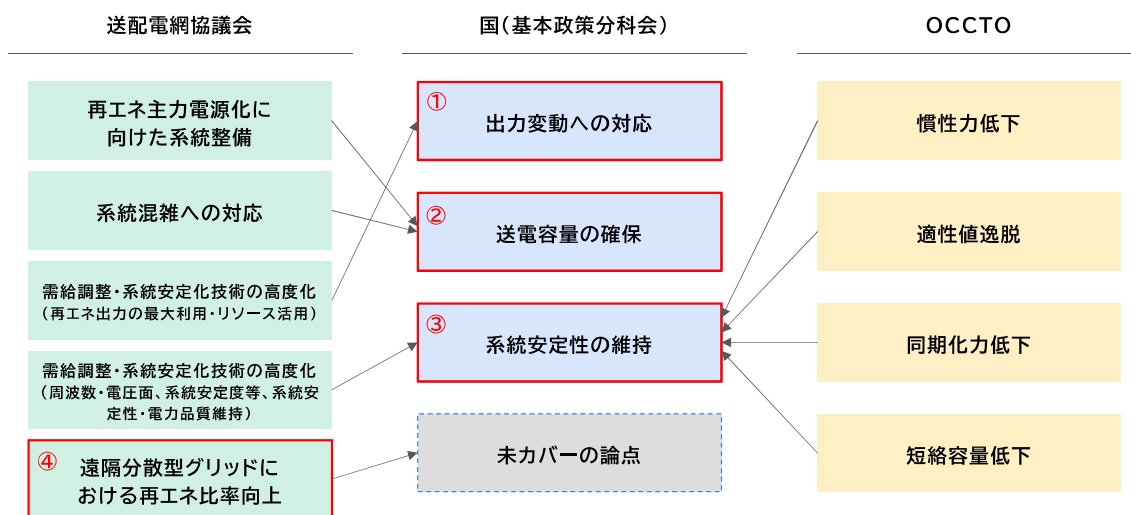 送配電網協議会
国(基本政策分科会)
OCCTO
再エネ主力電源化に
向けた系統整備
系統混雑への対応
需給調整・系統安定化技術の高度化
(再エネ出力の最大利用・リソース活用)
需給調整・系統安定化技術の高度化
(周波数・電圧面、系統安定度等、系統安
定性・電力品質維持)
④
遠隔分散型グリッドに
おける再エネ比率向上
①
出力変動への対応
②
送電容量の確保
③
系統安定性の維持
未カバーの論点
慣性力低下
適性値逸脱
同期化力低下
短絡容量低下